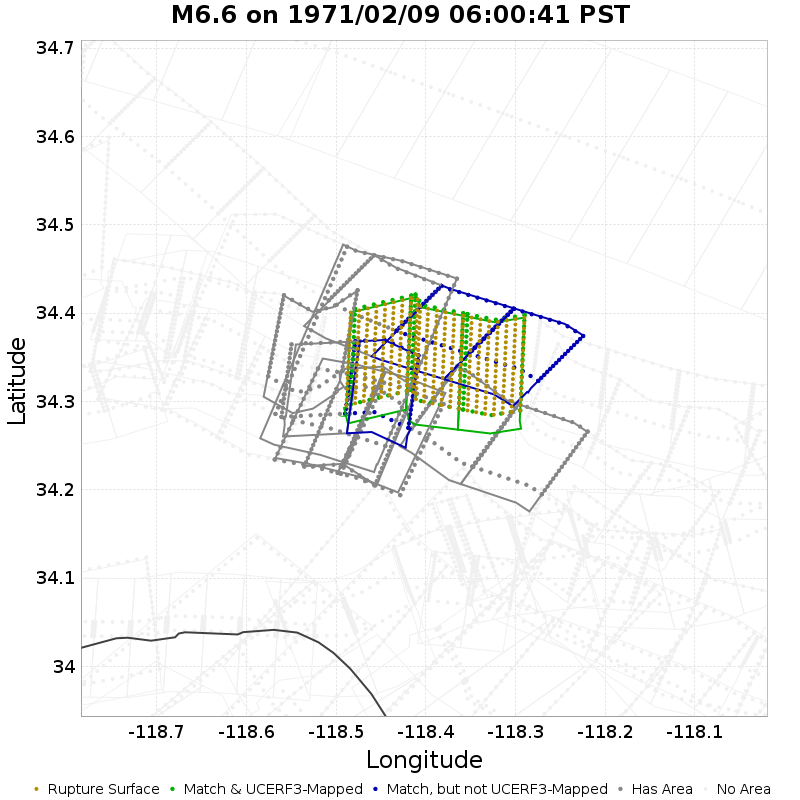 M6.6 on 1971/02/09 06:00:41 PST
34.7
34.6
34.5
34.4
34.3
34.2
34.1
34
Latitude
-118.7 -118.6 -118.5 -118.4 -118.3 -118.2 -118.1
Longitude
Rupture Surface Match & UCERF3-Mapped Match, but not UCERF3-Mapped Has Area No Area